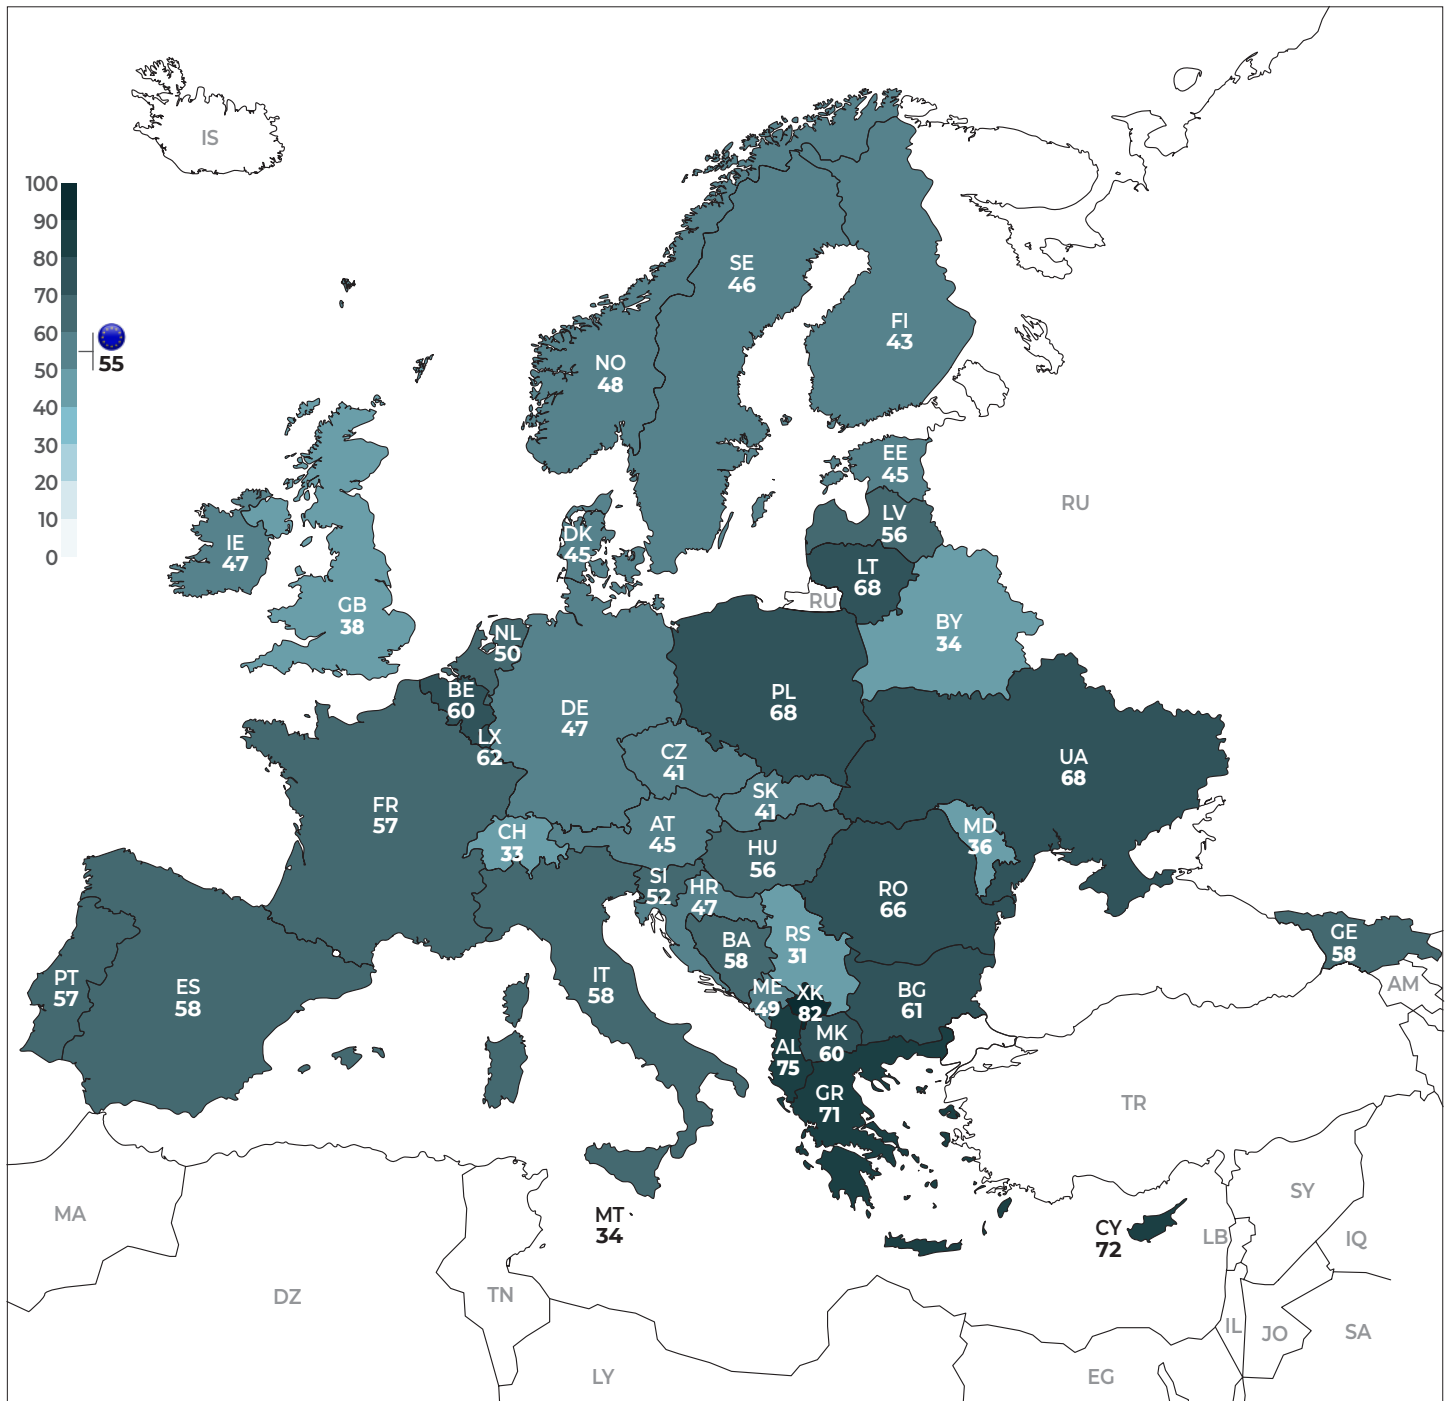 IS
100
90
80
70
60
50
40
30
20
10
0
55
SE
46
FI
43
NO
48
EE
45
RU
LV
56
DK
45
IE
47
LT
68
RU
GB
38
BY
34
NL
50
BE
60
PL
68
DE
47
LX
62
CZ
41
UA
68
SK
41
FR
57
CH
33
AT
45
MD
36
HU
56
SI
52
HR
47
RO
66
RS
31
BA
58
GE
58
PT
57
ES
58
IT
58
ME
49
XK
82
BG
61
AM
MK
60
AL
75
GR
71
TR
MA
MT
34
CY
72
SY
LB
IQ
DZ
TN
IL
JO
SA
LY
EG